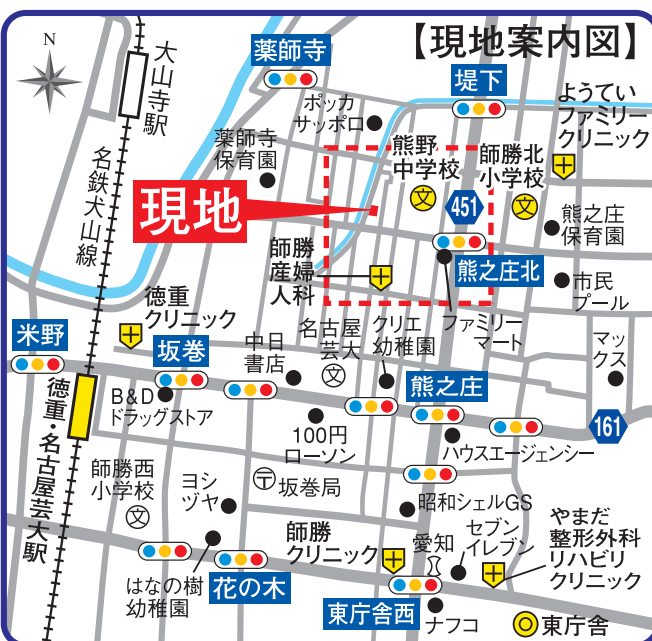 【現地案内図】
N
大山寺駅
薬師寺
堤下
ようてい
ファミリー
クリニック
ポッカ
サッポロ
薬師寺
保育園
熊野
中学校
文
師勝北
小学校
文
名鉄犬山線
現地
451
熊之庄
保育園
師勝
産婦
人科
熊之庄北
市民
プール
徳重
クリニック
米野
坂巻
中日
書店
名古屋
芸大
文
クリエ
幼稚園
ファミリー
マート
マッ
クス
熊之庄
B&D
ドラッグストア
100円
ローソン
161
ハウスエージェンシー
徳重・名古屋芸大駅
師勝西
小学校
文
ヨシ
ヅヤ
〒坂巻局
昭和シェルGS
師勝
クリニック
愛知
セブン
イレブン
やまだ
整形外科
リハビリ
クリニック
はなの樹
幼稚園
花の木
東庁舎西
ナフコ
東庁舎